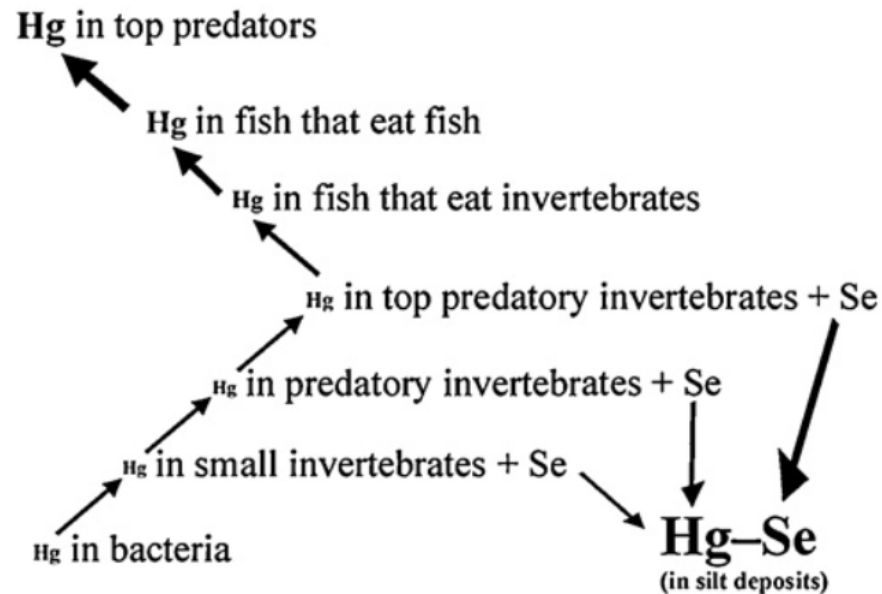 Hg in top predators
Hg in fish that eat fish
Hg in fish that eat invertebrates
Hg in top predatory invertebrates + Se
Hg in predatory invertebrates + Se
Hg in small invertebrates + Se
Hg in bacteria
Hg–Se
(in silt deposits)